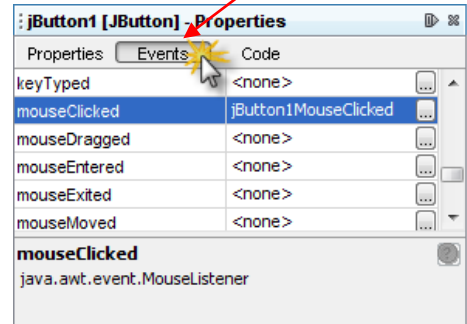 jButton1 [JButton] - Properties
Properties Events Code
keyTyped <none> ...
mouseClicked jButton1MouseClicked ...
mouseDragged <none> ...
mouseEntered <none> ...
mouseExited <none> ...
mouseMoved <none> ...
mouseClicked ?
java.awt.event.MouseListener